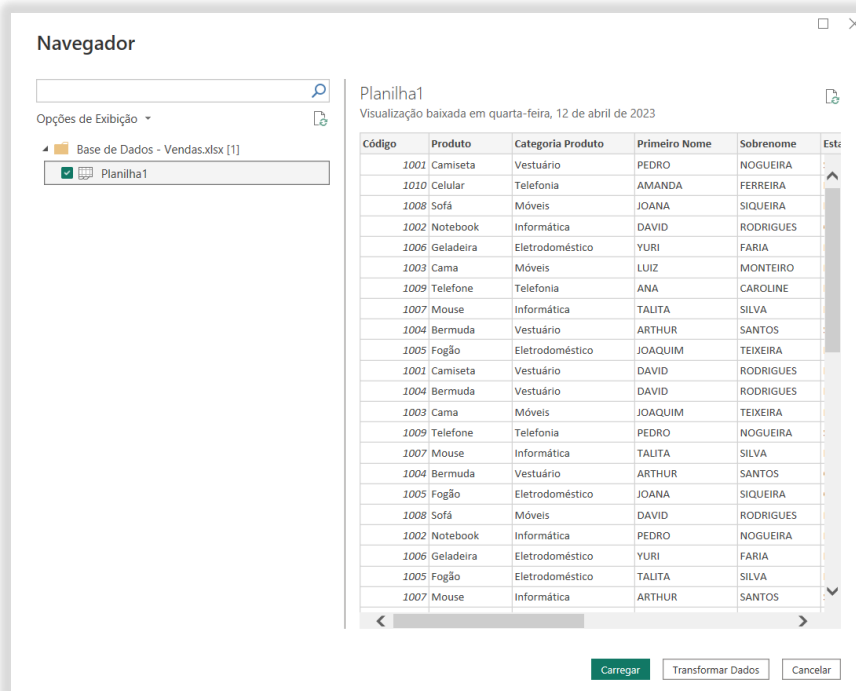 Navegador
Opções de Exibição
Base de Dados - Vendas.xlsx [1]
Planilha1
Planilha1
Visualização baixada em quarta-feira, 12 de abril de 2023
Código Produto Categoria Produto Primeiro Nome Sobrenome Esta
1001 Camiseta Vestuário PEDRO NOGUEIRA
1010 Celular Telefonia AMANDA FERREIRA
1008 Sofá Móveis JOANA SIQUEIRA
1002 Notebook Informática DAVID RODRIGUES
1006 Geladeira Eletrodoméstico YURI FARIA
1003 Cama Móveis LUIZ MONTEIRO
1009 Telefone Telefonia ANA CAROLINE
1007 Mouse Informática TALITA SILVA
1004 Bermuda Vestuário ARTHUR SANTOS
1005 Fogão Eletrodoméstico JOAQUIM TEIXEIRA
1001 Camiseta Vestuário DAVID RODRIGUES
1004 Bermuda Vestuário DAVID RODRIGUES
1003 Cama Móveis JOAQUIM TEIXEIRA
1009 Telefone Telefonia PEDRO NOGUEIRA
1007 Mouse Informática TALITA SILVA
1004 Bermuda Vestuário ARTHUR SANTOS
1005 Fogão Eletrodoméstico JOANA SIQUEIRA
1008 Sofá Móveis DAVID RODRIGUES
1002 Notebook Informática PEDRO NOGUEIRA
1006 Geladeira Eletrodoméstico YURI FARIA
1005 Fogão Eletrodoméstico TALITA SILVA
1007 Mouse Informática ARTHUR SANTOS
Carregar Transformar Dados Cancelar